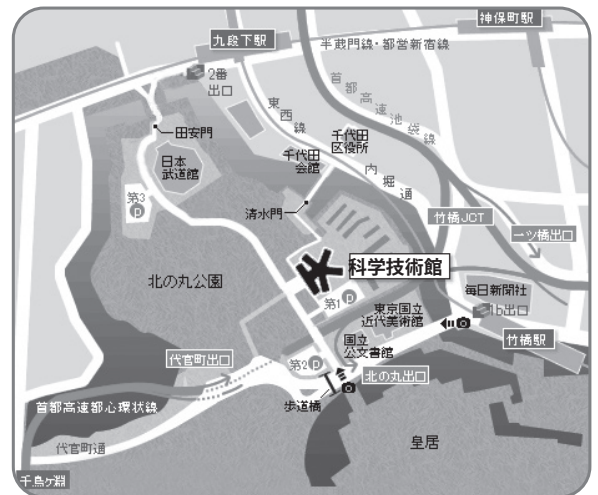 神保町駅
九段下駅
半蔵門線・都営新宿線
2番
出口
首都高速池袋線
東西線
田安門
千代田
区役所
千代田
会館
日本
武道館
内堀通
第3
P
清水門
竹橋JCT
一ツ橋出口
科学技術館
北の丸公園
毎日新聞社
第1
P
1b出口
東京国立
近代美術館
竹橋駅
国立
公文書館
代官町出口
第2
P
北の丸出口
首都高速都心環状線
歩道橋
代官町通
皇居
千鳥ヶ淵